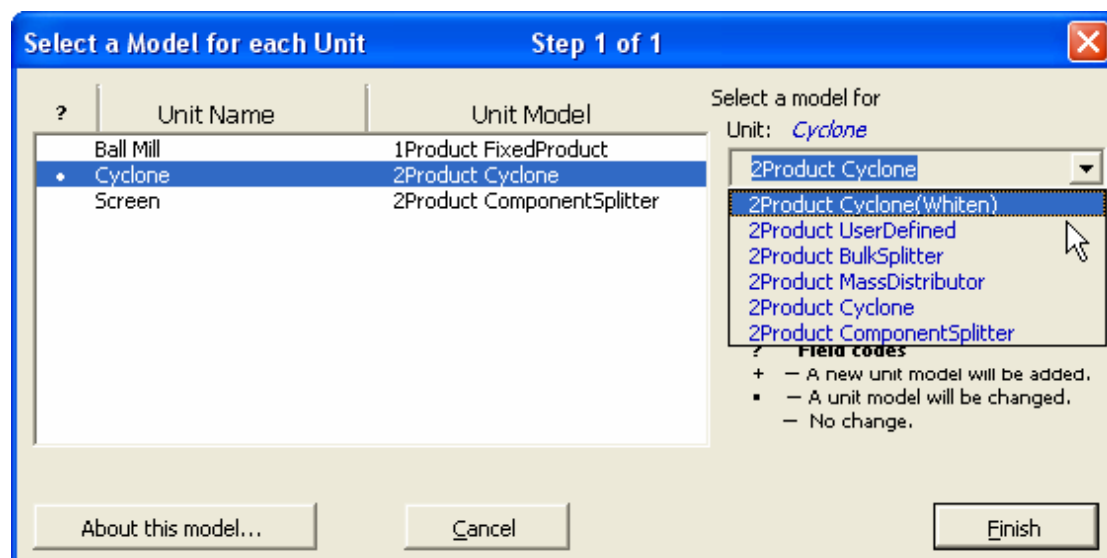 Select a Model for each Unit Step 1 of 1
? Unit Name Unit Model
Ball Mill 1Product FixedProduct
• Cyclone 2Product Cyclone
Screen 2Product ComponentSplitter
Select a model for
Unit: Cyclone
2Product Cyclone
2Product Cyclone(Whiten)
2Product UserDefined
2Product BulkSplitter
2Product MassDistributor
2Product Cyclone
2Product ComponentSplitter
? Field codes
+ — A new unit model will be added.
• — A unit model will be changed.
— No change.
About this model... Cancel Finish